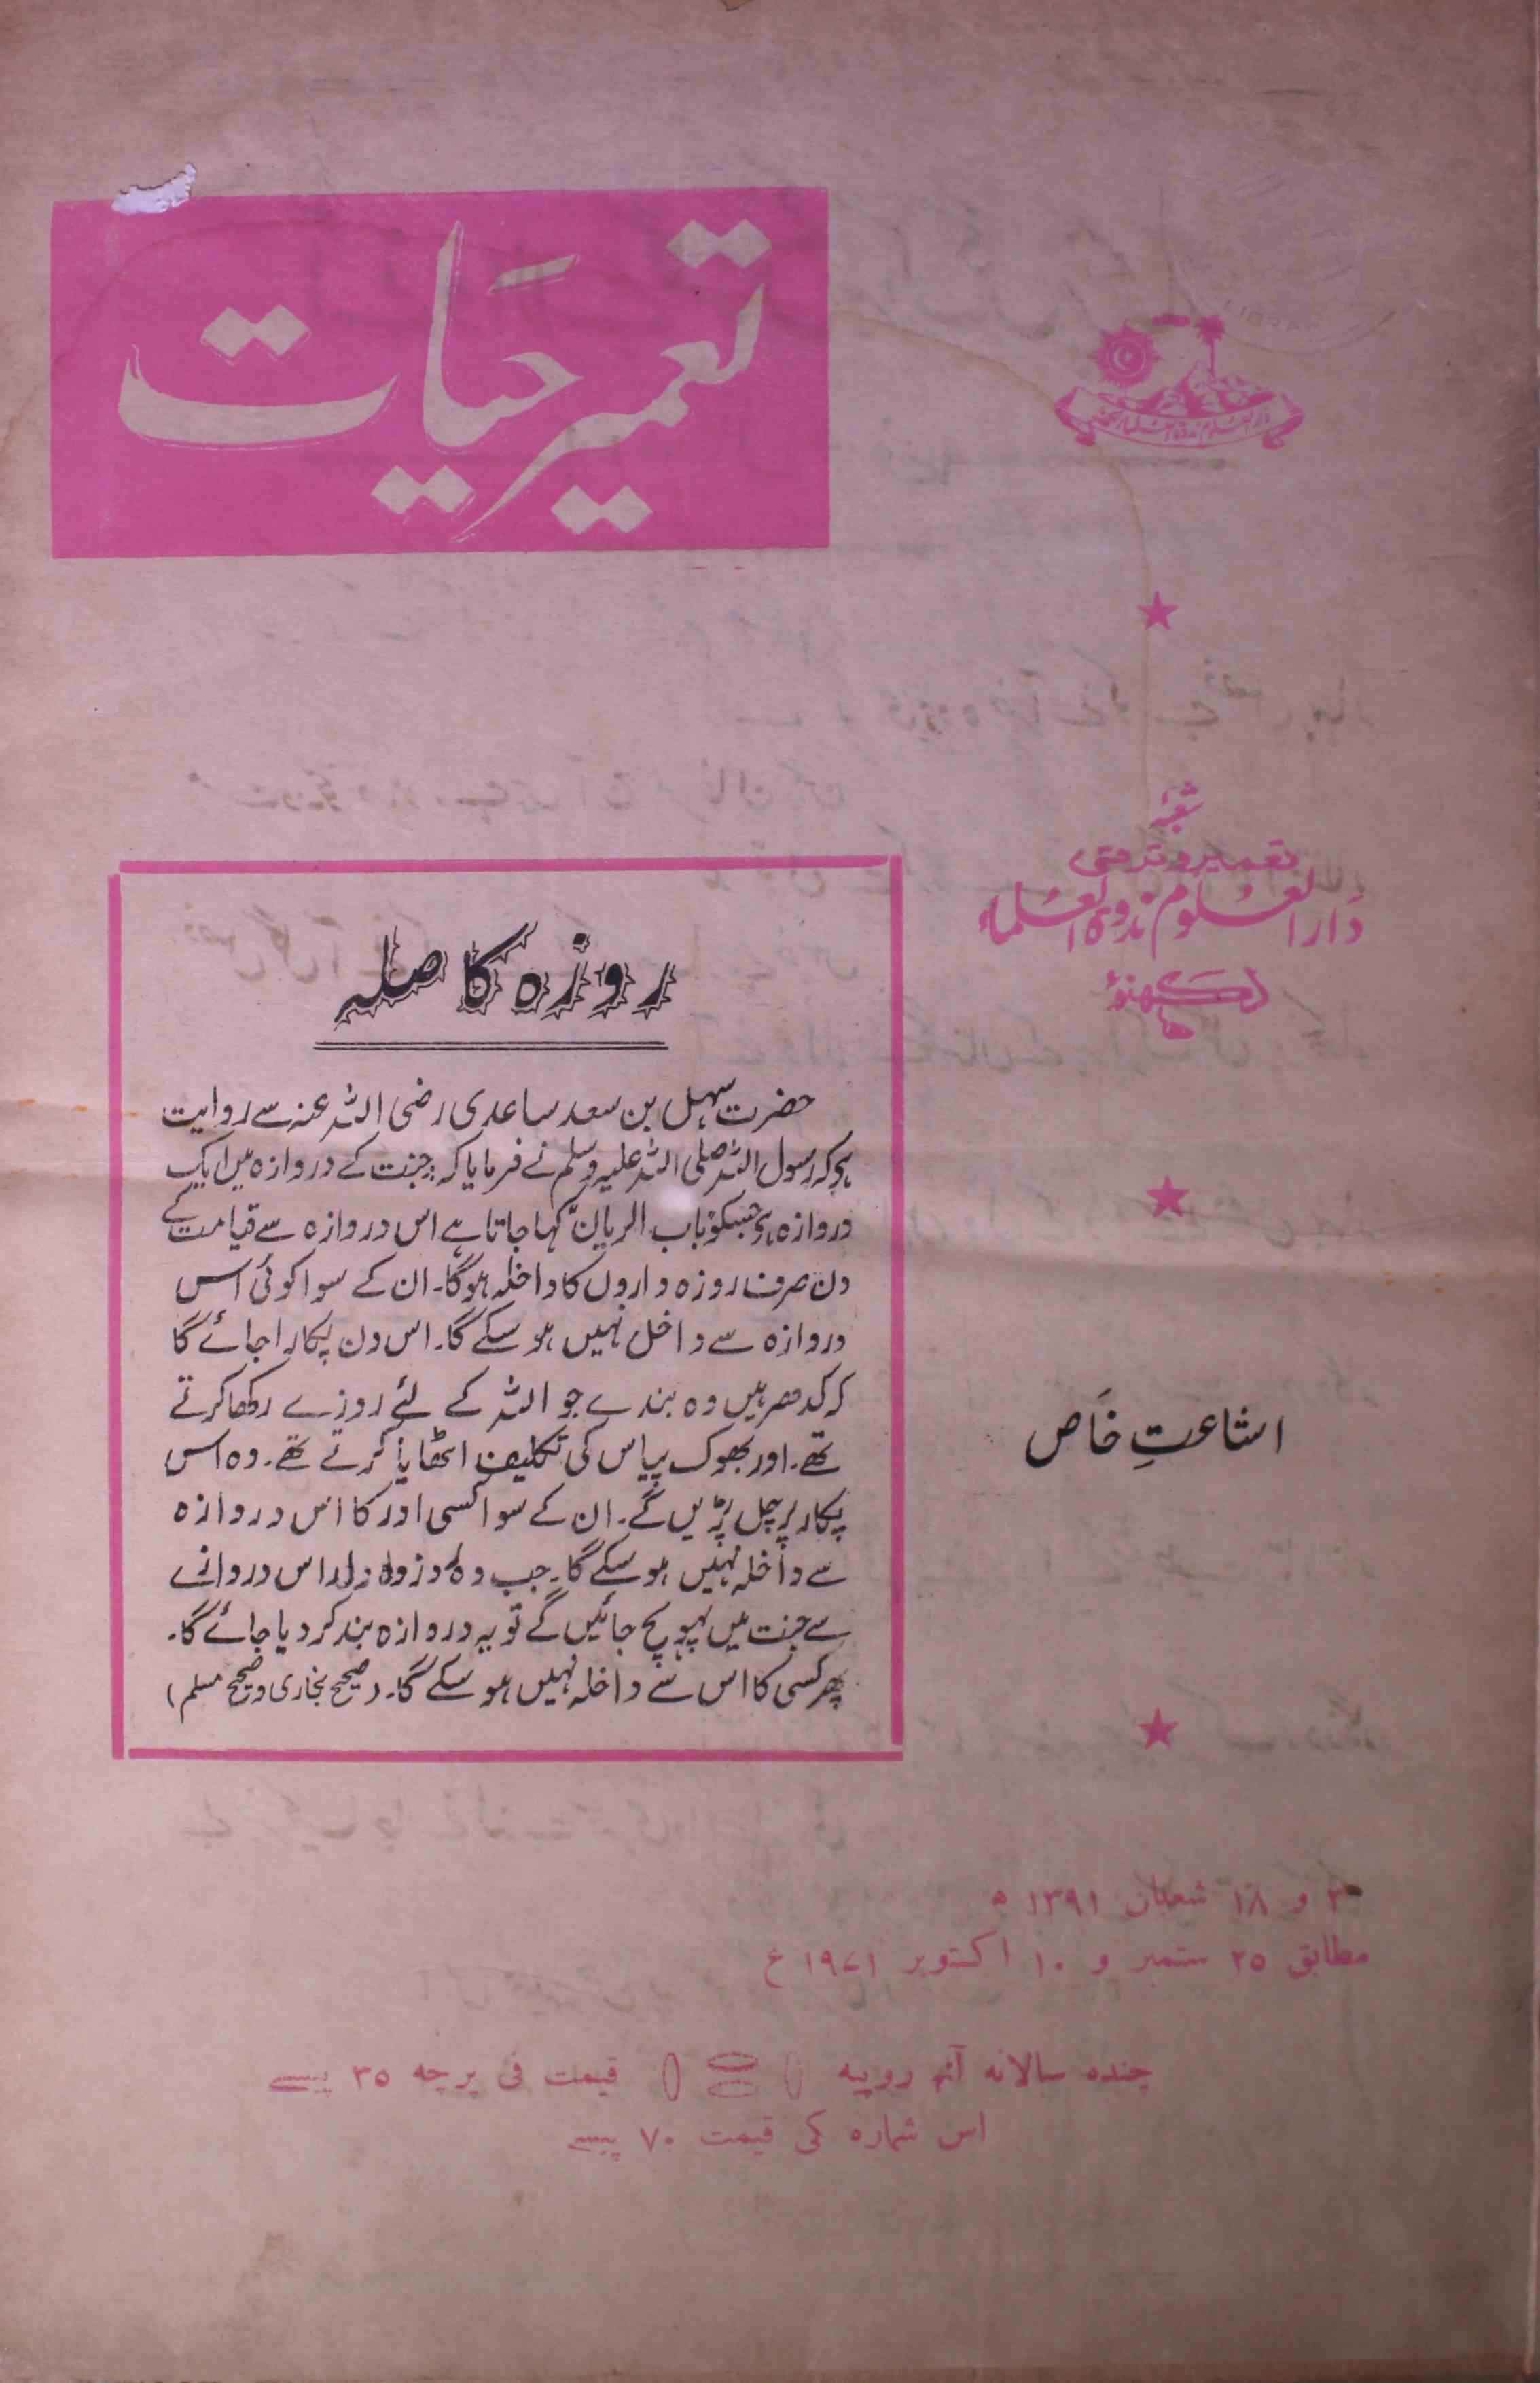 تعمیر حیات
شعبہ
تعمیر و ترقی
دارالعلوم ندوۃ العلماء
لکھنؤ
روزہ کا صلہ
حضرت سہل بن سعد ساعدی رضی اللہ عنہ سے روایت
ہے کہ رسول اللہ صلی اللہ علیہ وسلم نے فرمایا کہ جنت کے دروازہ میں ایک
دروازہ ہے جسکو "باب الریان" کہا جاتا ہے اس دروازہ سے قیامت کے
دن صرف روزہ داروں کا داخلہ ہوگا۔ ان کے سوا کوئی اس
دروازہ سے داخل نہیں ہو سکے گا۔ اس دن پکارا جائے گا
کہ کدھر ہیں وہ بندے جو اللہ کے لئے روزے رکھا کرتے
تھے۔ اور بھوک پیاس کی تکلیف اٹھایا کرتے تھے۔ وہ اس
پکار پر چل پڑیں گے۔ ان کے سوا کسی اور کا اس دروازہ
سے داخلہ نہیں ہو سکے گا۔ جب وہ روزہ دار اس دروازے
سے جنت میں پہونچ جائیں گے تو یہ دروازہ بند کر دیا جائے گا۔
پھر کسی کا اس سے داخلہ نہیں ہو سکے گا۔ (صحیح بخاری و صحیح مسلم)
اشاعتِ خاص
و ۱۸ شعبان ۱۳۹۱ ھ
مطابق ۲۵ ستمبر و ۱۰ اکتوبر ۱۹۷۱ ع
چندہ سالانہ آٹھ روپیہ قیمت فی پرچہ ۳۵ پیسے
اس شمارہ کی قیمت ۷۰ پیسے